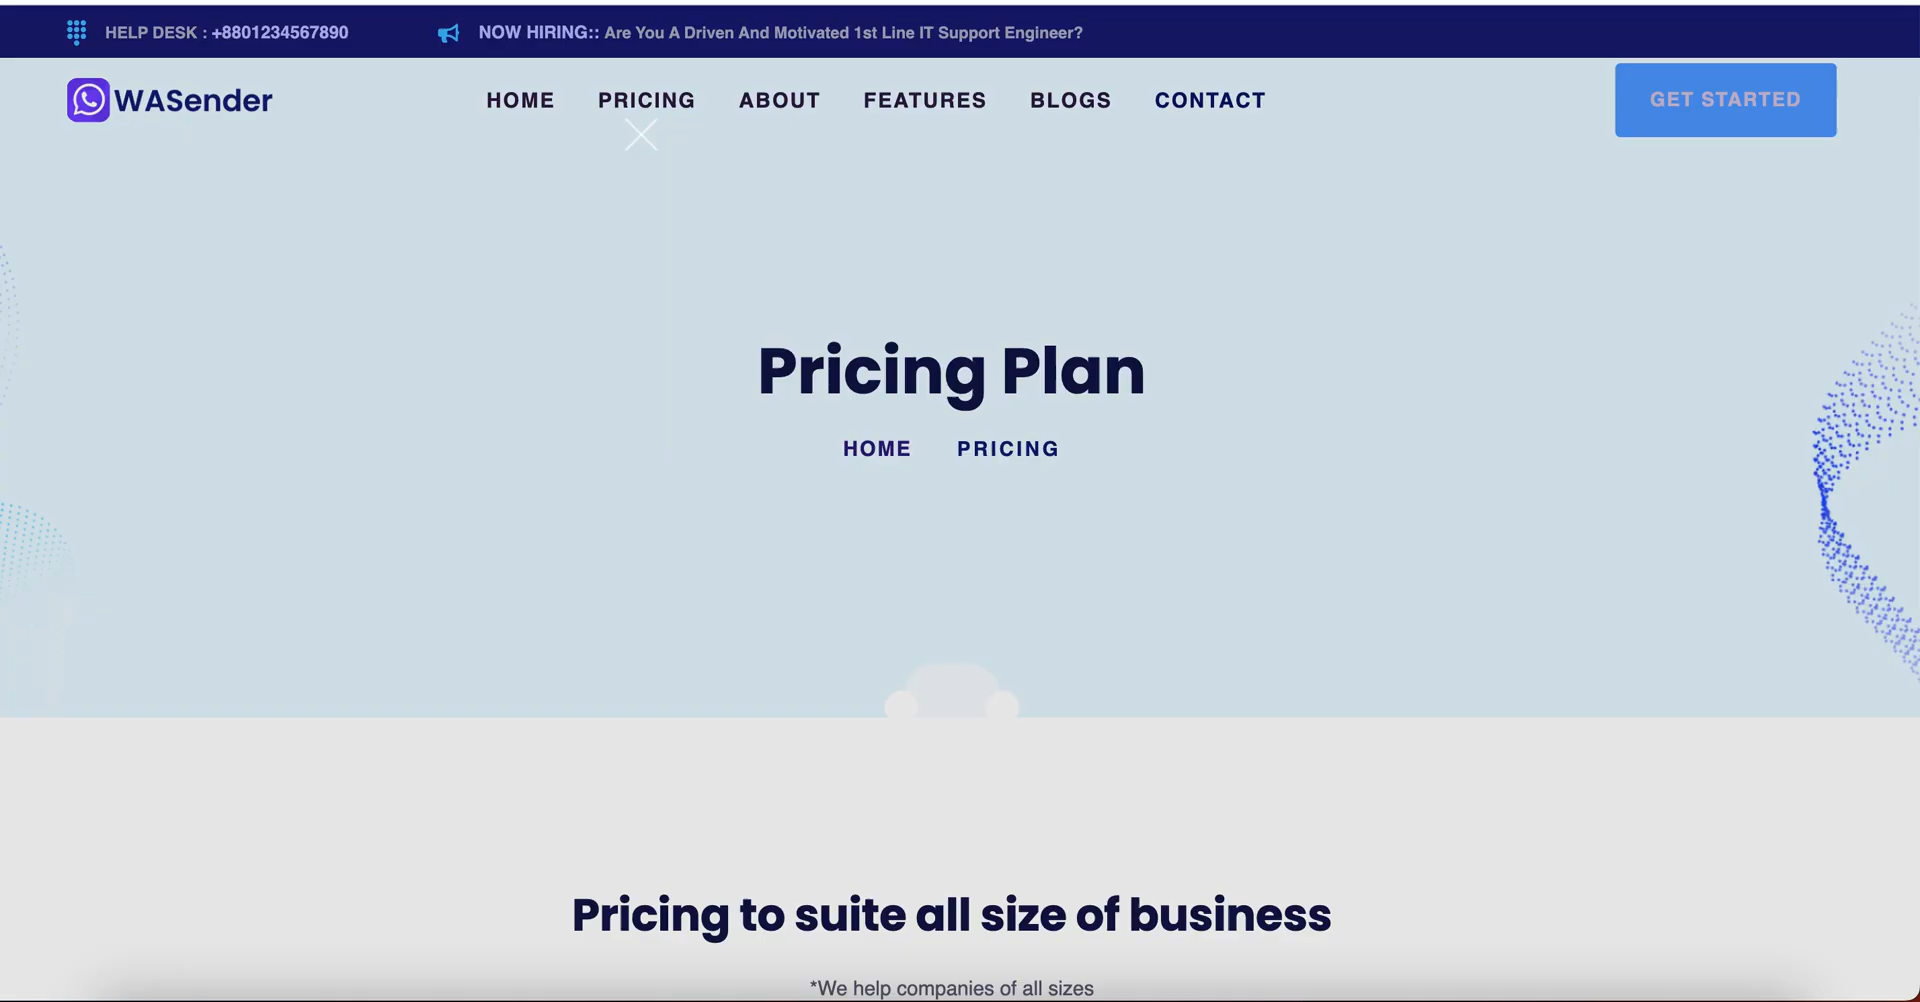 HELP DESK : +8801234567890
NOW HIRING:: Are You A Driven And Motivated 1st Line IT Support Engineer?
WASender
HOME
PRICING
ABOUT
FEATURES
BLOGS
CONTACT
GET STARTED
Pricing Plan
HOME
PRICING
Pricing to suite all size of business
*We help companies of all sizes